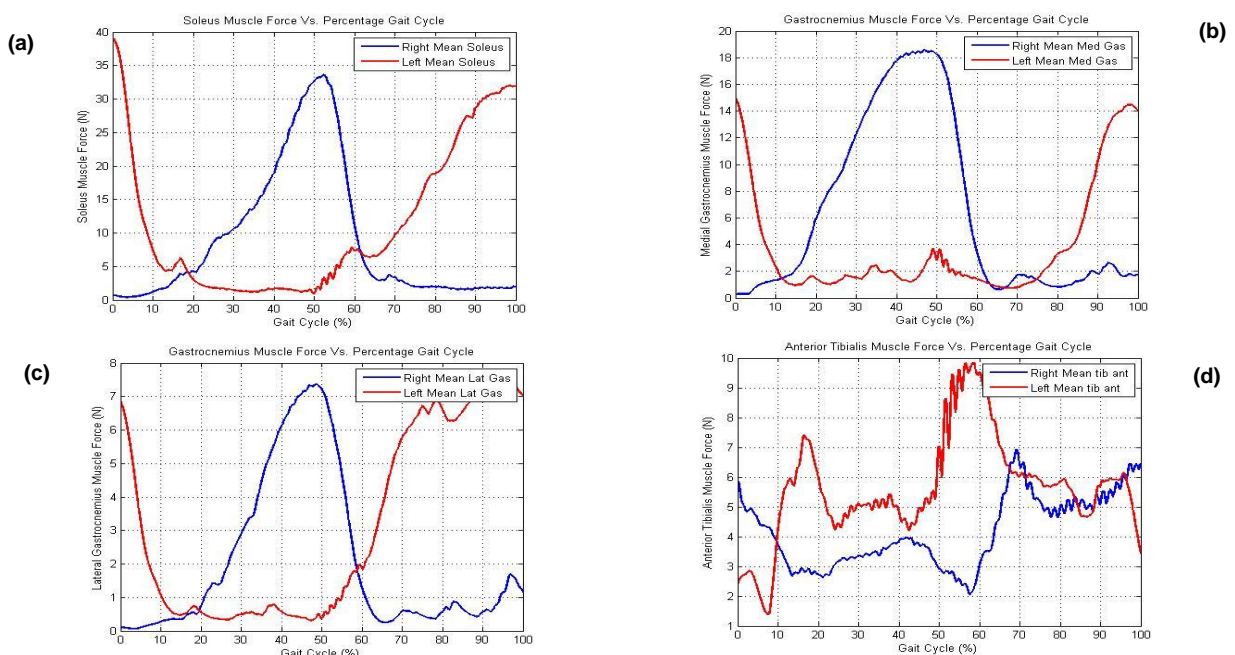 (a)
Soleus Muscle Force Vs. Percentage Gait Cycle
Right Mean Soleus
Left Mean Soleus
Soleus Muscle Force (N)
40
35
30
25
20
15
10
5
0
0 10 20 30 40 50 60 70 80 90 100
Gait Cycle (%)
(b)
Gastrocnemius Muscle Force Vs. Percentage Gait Cycle
Right Mean Med Gas
Left Mean Med Gas
Medial Gastrocnemius Muscle Force (N)
20
18
16
14
12
10
8
6
4
2
0
0 10 20 30 40 50 60 70 80 90 100
Gait Cycle (%)
(c)
Gastrocnemius Muscle Force Vs. Percentage Gait Cycle
Right Mean Lat Gas
Left Mean Lat Gas
Lateral Gastrocnemius Muscle Force (N)
8
7
6
5
4
3
2
1
0
0 10 20 30 40 50 60 70 80 90 100
Gait Cycle (%)
(d)
Anterior Tibialis Muscle Force Vs. Percentage Gait Cycle
Right Mean tib ant
Left Mean tib ant
Anterior Tibialis Muscle Force (N)
10
9
8
7
6
5
4
3
2
1
0 10 20 30 40 50 60 70 80 90 100
Gait Cycle (%)